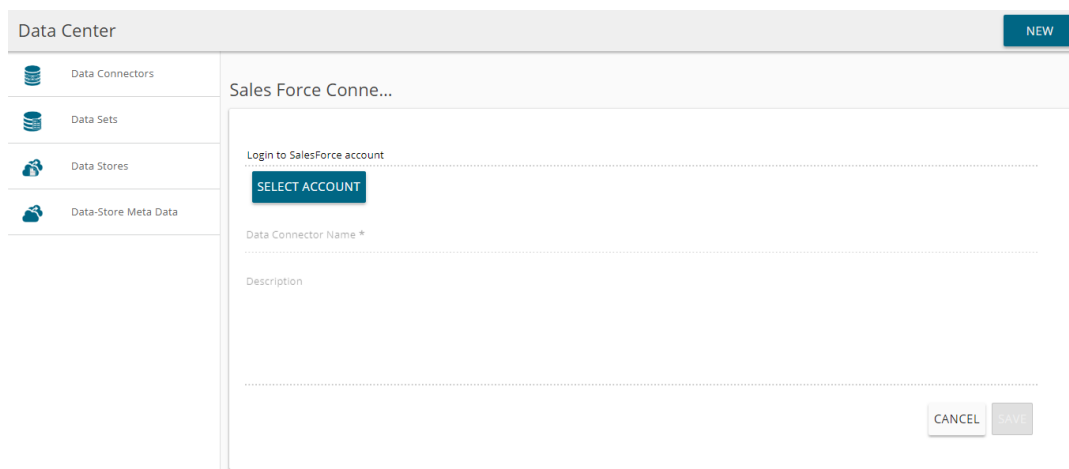 Data Center
NEW
Data Connectors
Data Sets
Data Stores
Data-Store Meta Data
Sales Force Conne...
Login to SalesForce account
SELECT ACCOUNT
Data Connector Name *
Description
CANCEL
SAVE